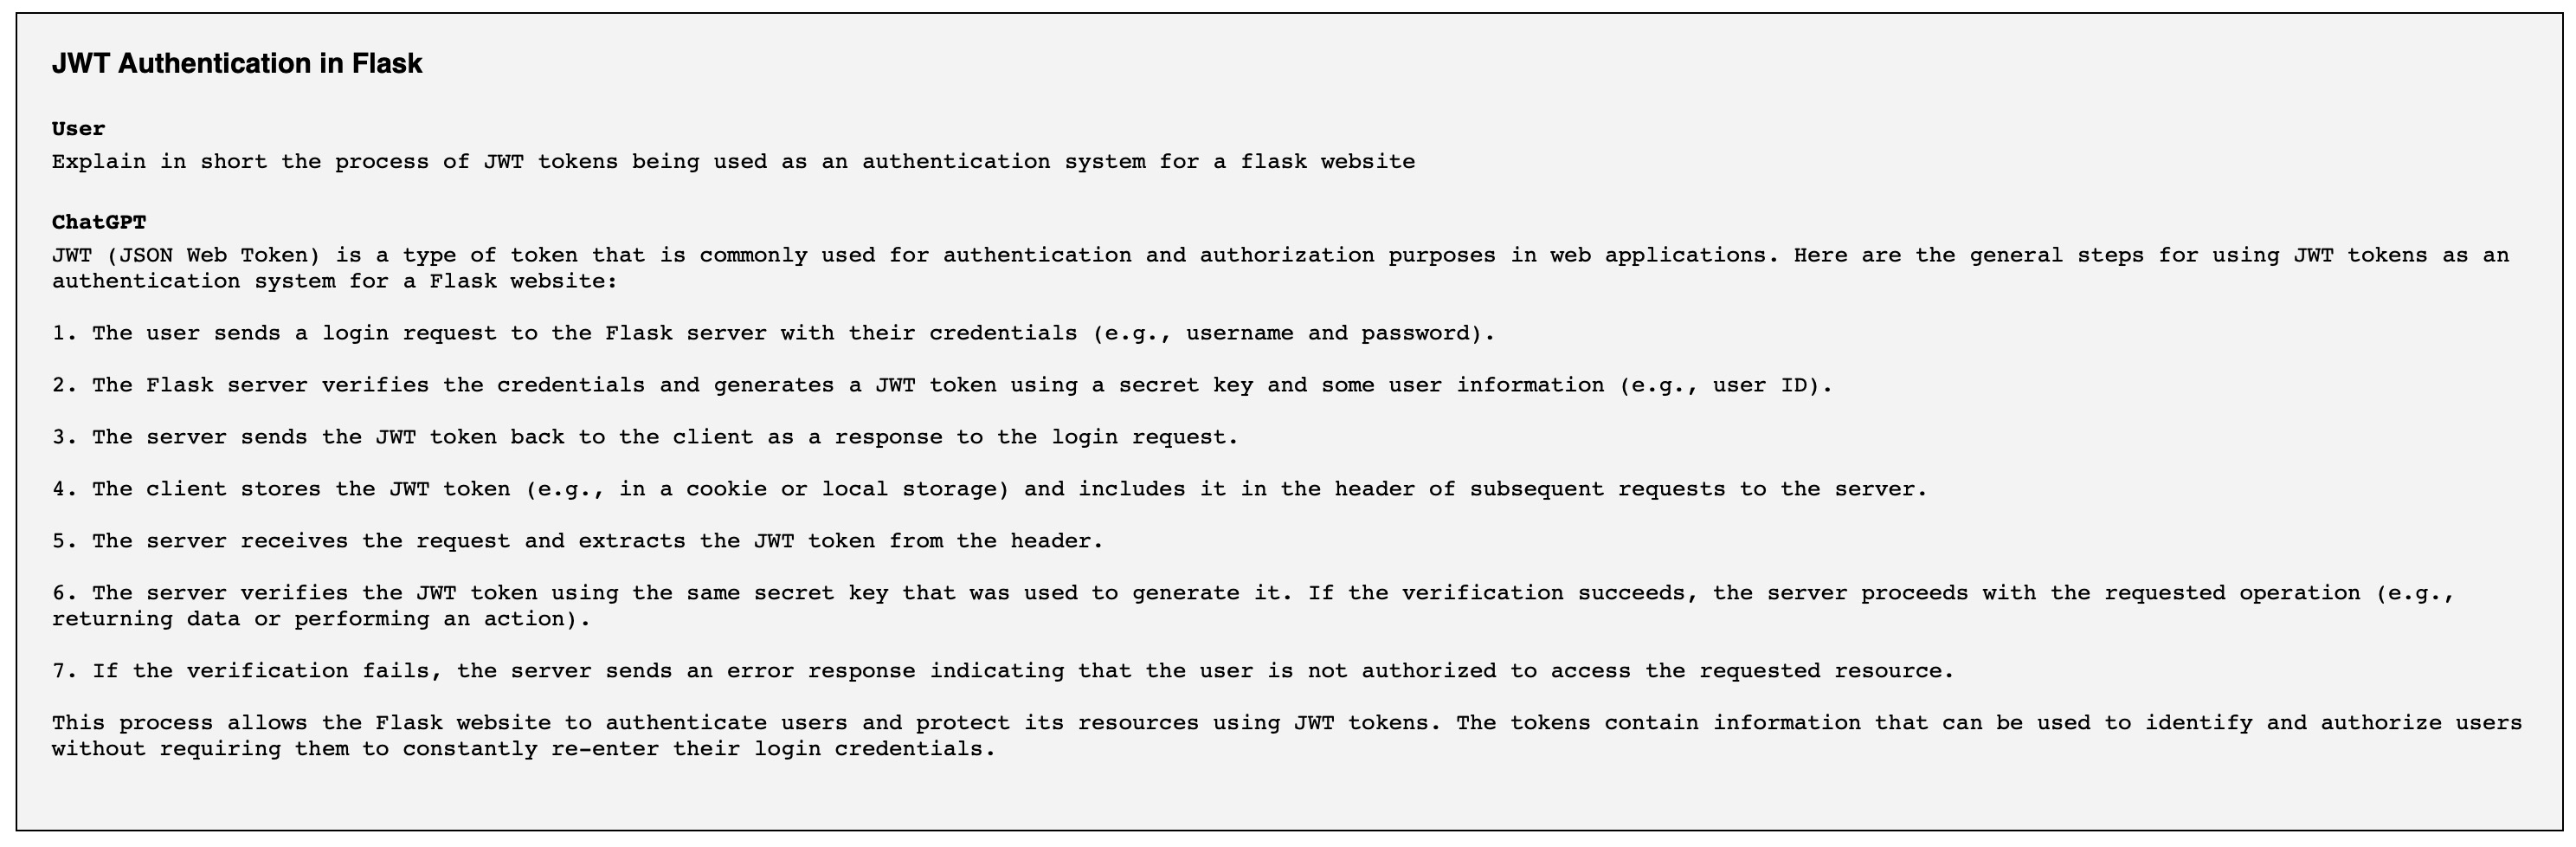 JWT Authentication in Flask
User
Explain in short the process of JWT tokens being used as an authentication system for a flask website
ChatGPT
JWT (JSON Web Token) is a type of token that is commonly used for authentication and authorization purposes in web applications. Here are the general steps for using JWT tokens as an
authentication system for a Flask website:
1. The user sends a login request to the Flask server with their credentials (e.g., username and password).
2. The Flask server verifies the credentials and generates a JWT token using a secret key and some user information (e.g., user ID).
3. The server sends the JWT token back to the client as a response to the login request.
4. The client stores the JWT token (e.g., in a cookie or local storage) and includes it in the header of subsequent requests to the server.
5. The server receives the request and extracts the JWT token from the header.
6. The server verifies the JWT token using the same secret key that was used to generate it. If the verification succeeds, the server proceeds with the requested operation (e.g.,
returning data or performing an action).
7. If the verification fails, the server sends an error response indicating that the user is not authorized to access the requested resource.
This process allows the Flask website to authenticate users and protect its resources using JWT tokens. The tokens contain information that can be used to identify and authorize users
without requiring them to constantly re-enter their login credentials.